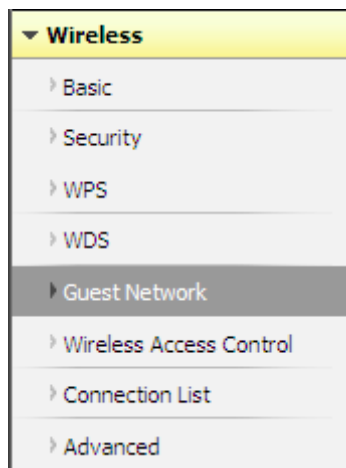 Wireless
Basic
Security
WPS
WDS
Guest Network
Wireless Access Control
Connection List
Advanced